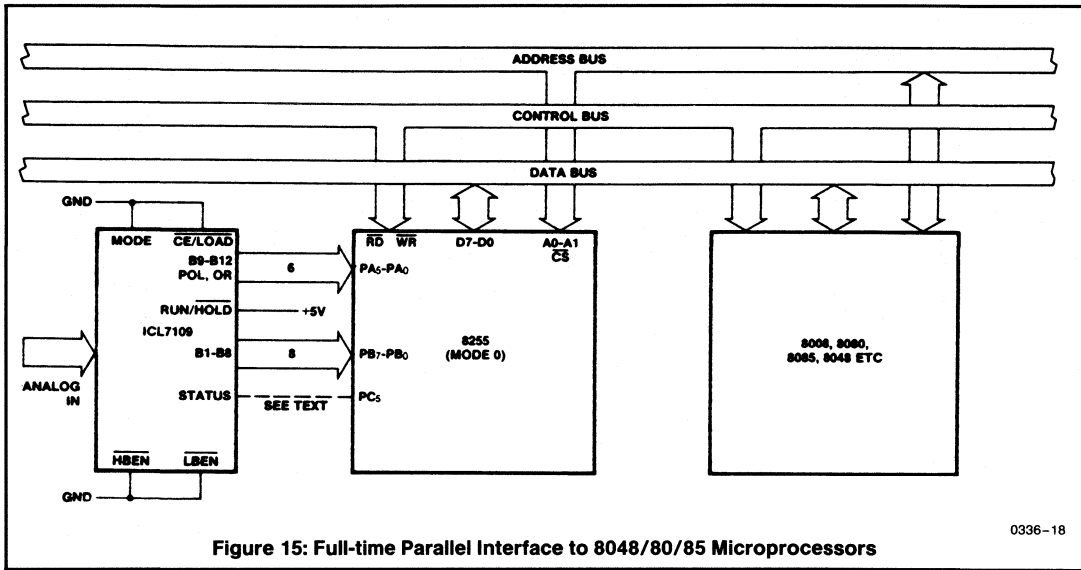 ADDRESS BUS
CONTROL BUS
DATA BUS
GND
MODE CE/LOAD
B9-B12
POL, OR
6
RUN/HOLD
+5V
ICL7109
B1-B8
8
ANALOG
IN
STATUS
SEE TEXT
HBEN LBEN
GND
RD WR D7-D0 A0-A1
CS
PA5-PA0
8255
(MODE 0)
PB7-PB0
PC5
8008, 8080,
8085, 8048 ETC
0336-18
Figure 15: Full-time Parallel Interface to 8048/80/85 Microprocessors